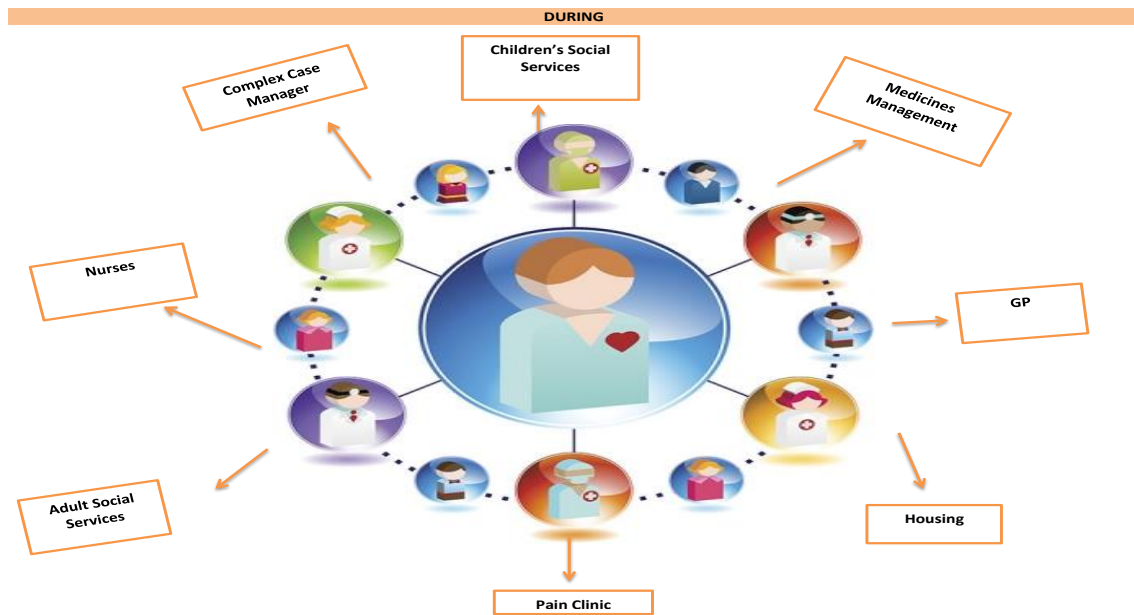 DURING
Children’s Social
Services
Complex Case
Manager
Medicines
Management
Nurses
GP
Adult Social
Services
Housing
Pain Clinic